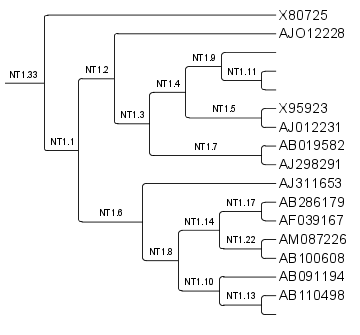 X80725
AJO12228
NT1.9
NT1.33
NT1.2
NT1.11
NT1.4
X95923
NT1.5
NT1.3
AJ012231
AB019582
NT1.1
NT1.7
AJ298291
AJ311653
AB286179
NT1.17
NT1.6
AF039167
NT1.14
AM087226
NT1.22
NT1.8
AB100608
AB091194
NT1.10
AB110498
NT1.13